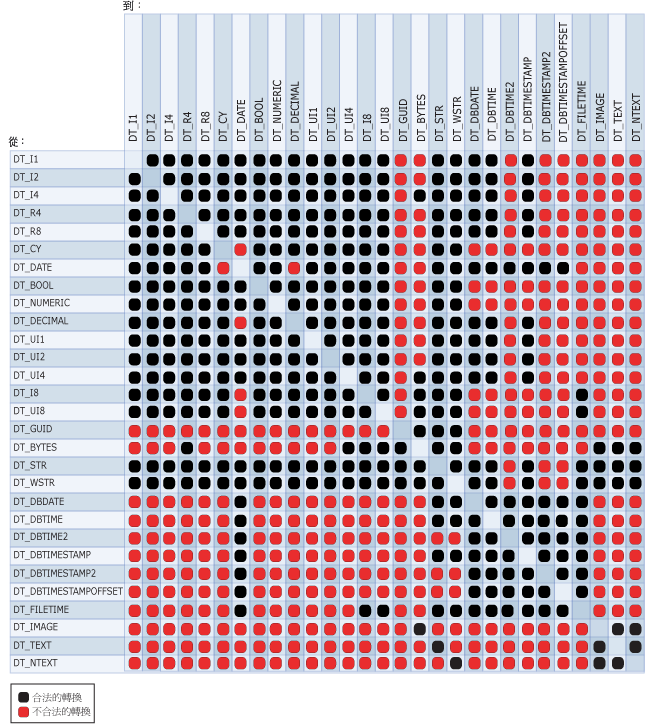 到：
DT_I1
DT_I2
DT_I4
DT_R4
DT_R8
DT_CY
DT_DATE
DT_BOOL
DT_NUMERIC
DT_DECIMAL
DT_UI1
DT_UI2
DT_UI4
DT_I8
DT_UI8
DT_GUID
DT_BYTES
DT_STR
DT_WSTR
DT_DBDATE
DT_DBTIME
DT_DBTIME2
DT_DBTIMESTAMP
DT_DBTIMESTAMP2
DT_DBTIMESTAMPOFFSET
DT_FILETIME
DT_IMAGE
DT_TEXT
DT_NTEXT
從：
DT_I1
DT_I2
DT_I4
DT_R4
DT_R8
DT_CY
DT_DATE
DT_BOOL
DT_NUMERIC
DT_DECIMAL
DT_UI1
DT_UI2
DT_UI4
DT_I8
DT_UI8
DT_GUID
DT_BYTES
DT_STR
DT_WSTR
DT_DBDATE
DT_DBTIME
DT_DBTIME2
DT_DBTIMESTAMP
DT_DBTIMESTAMP2
DT_DBTIMESTAMPOFFSET
DT_FILETIME
DT_IMAGE
DT_TEXT
DT_NTEXT
合法的轉換
不合法的轉換